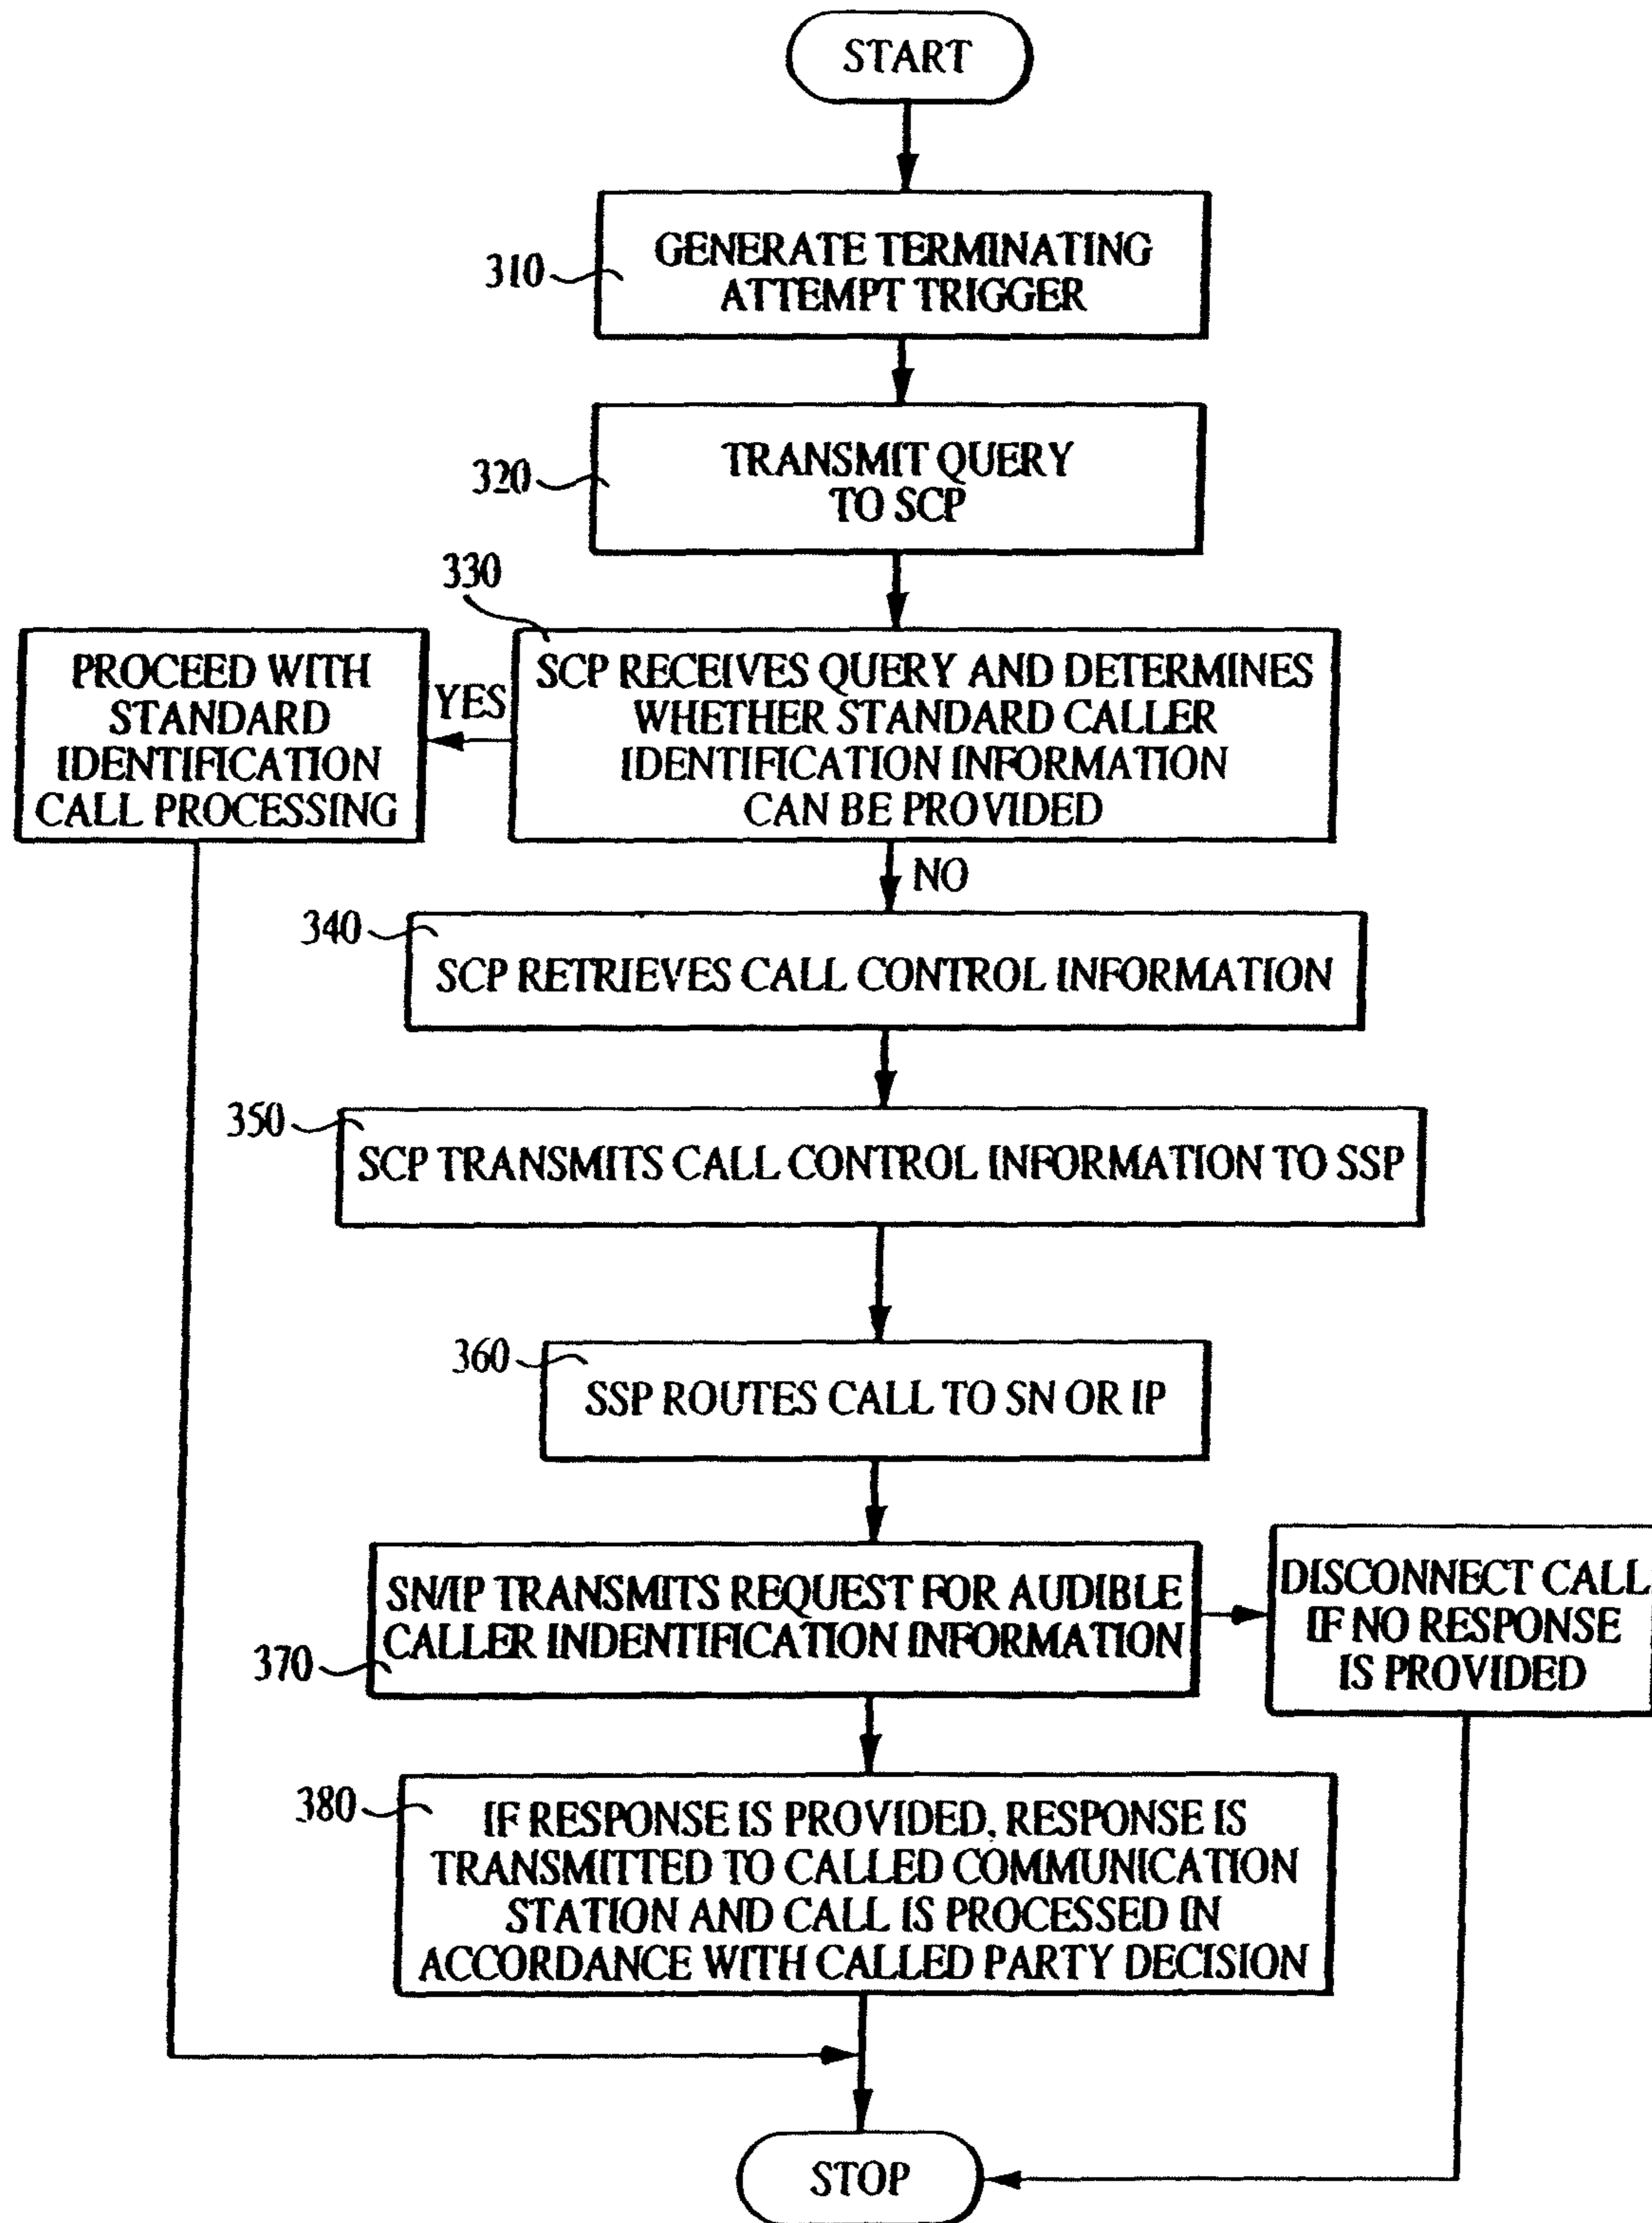 START
310
GENERATE TERMINATING
ATTEMPT TRIGGER
320
TRANSMIT QUERY
TO SCP
330
PROCEED WITH
STANDARD
IDENTIFICATION
CALL PROCESSING
YES
SCP RECEIVES QUERY AND DETERMINES
WHETHER STANDARD CALLER
IDENTIFICATION INFORMATION
CAN BE PROVIDED
NO
340
SCP RETRIEVES CALL CONTROL INFORMATION
350
SCP TRANSMITS CALL CONTROL INFORMATION TO SSP
360
SSP ROUTES CALL TO SN OR IP
370
SN/IP TRANSMITS REQUEST FOR AUDIBLE
CALLER INDENTIFICATION INFORMATION
DISCONNECT CALL
IF NO RESPONSE
IS PROVIDED
380
IF RESPONSE IS PROVIDED, RESPONSE IS
TRANSMITTED TO CALLED COMMUNICATION
STATION AND CALL IS PROCESSED IN
ACCORDANCE WITH CALLED PARTY DECISION
STOP